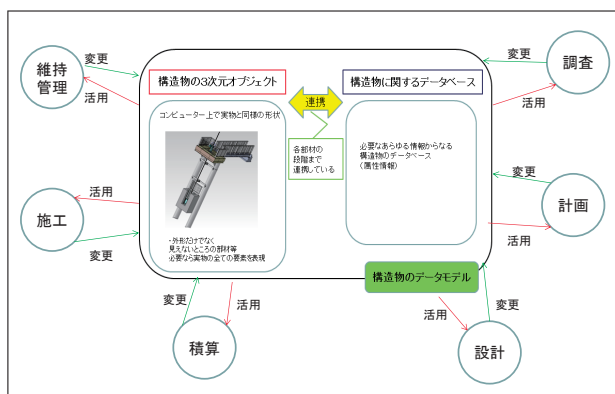 維持
管理
変更
活用
構造物の3次元オブジェクト
連携
構造物に関するデータベース
変更
調査
活用
コンピューター上で実物と同様の形状
各部材の
段階まで
連携している
必要なあらゆる情報からなる
構造物のデータベース
(属性情報)
変更
計画
活用
活用
施工
変更
・外形だけでなく
見えないところの部材等
必要なら実物の全ての要素を表現
構造物のデータモデル
変更
積算
活用
活用
変更
設計